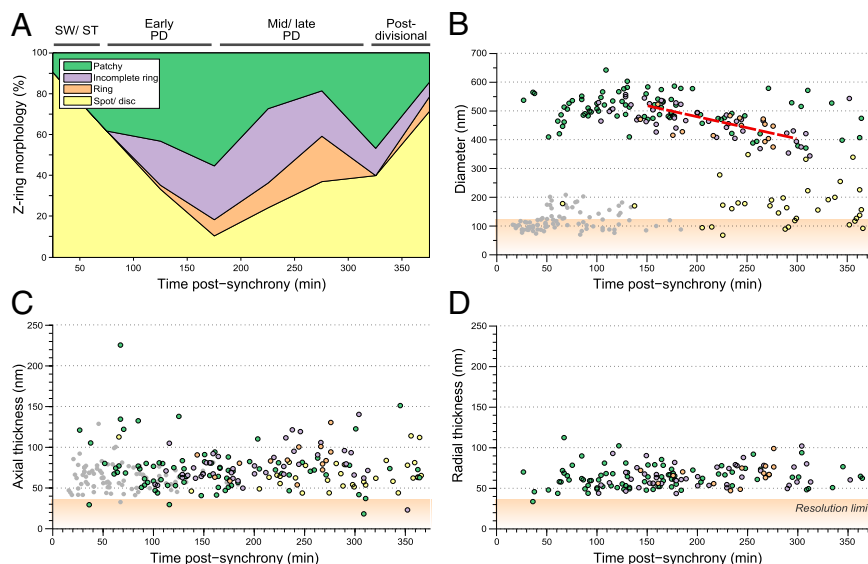 A
SW/ ST
Early
PD
Mid/ late
PD
Post-
divisional
Z-ring morphology (%)
100
80
60
40
20
0
Patchy
Incomplete ring
Ring
Spot/ disc
50
100
150
200
250
300
350
Time post−synchrony (min)
B
Diameter (nm)
700
600
500
400
300
200
100
0
0
50
100
150
200
250
300
350
Time post−synchrony (min)
C
Axial thickness (nm)
250
200
150
100
50
0
0
50
100
150
200
250
300
350
Time post−synchrony (min)
D
Radial thickness (nm)
250
200
150
100
50
0
Resolution limi
0
50
100
150
200
250
300
350
Time post−synchrony (min)